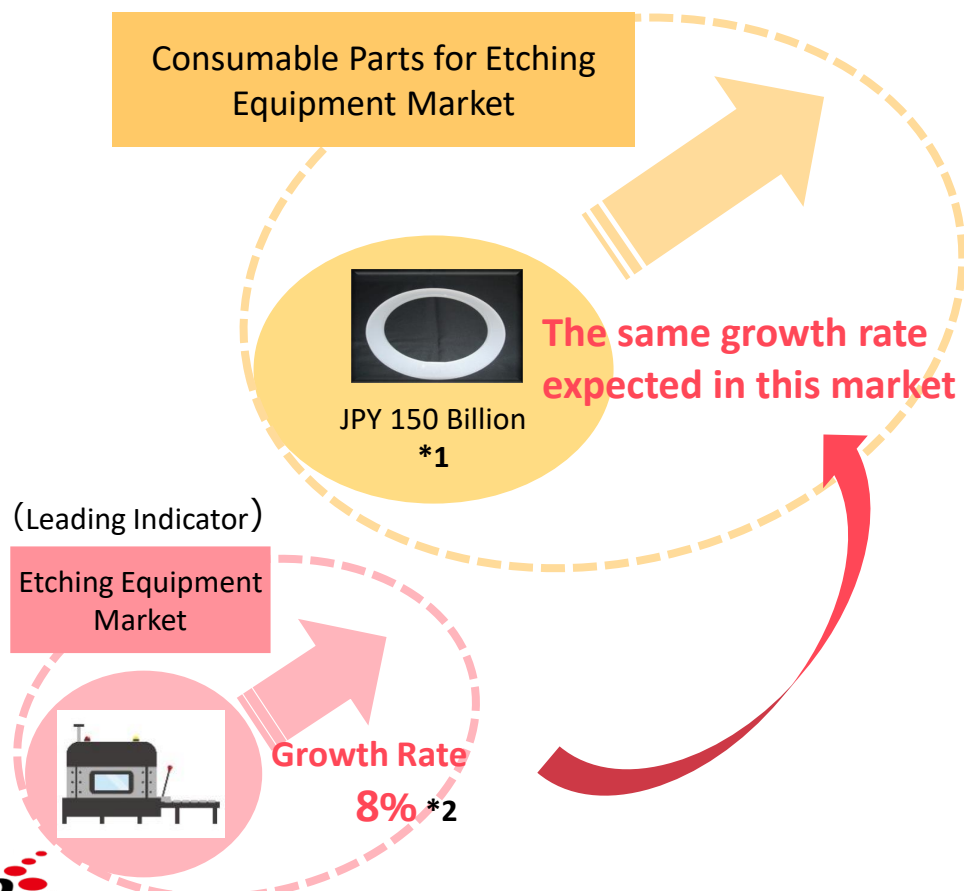 Consumable Parts for Etching
Equipment Market
The same growth rate
expected in this market
JPY 150 Billion
*1
(Leading Indicator)
Etching Equipment
Market
Growth Rate
8% *2